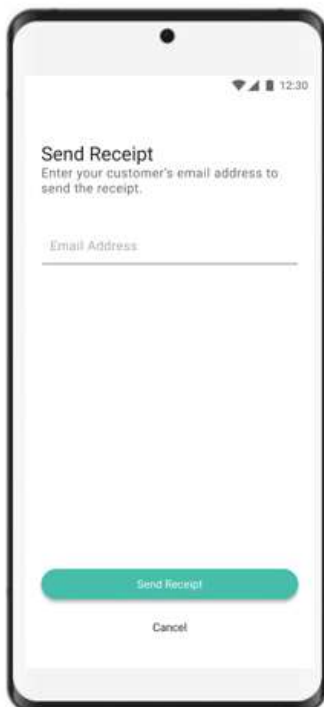 12:30
Send Receipt
Enter your customer's email address to
send the receipt.
Email Address
Send Receipt
Cancel